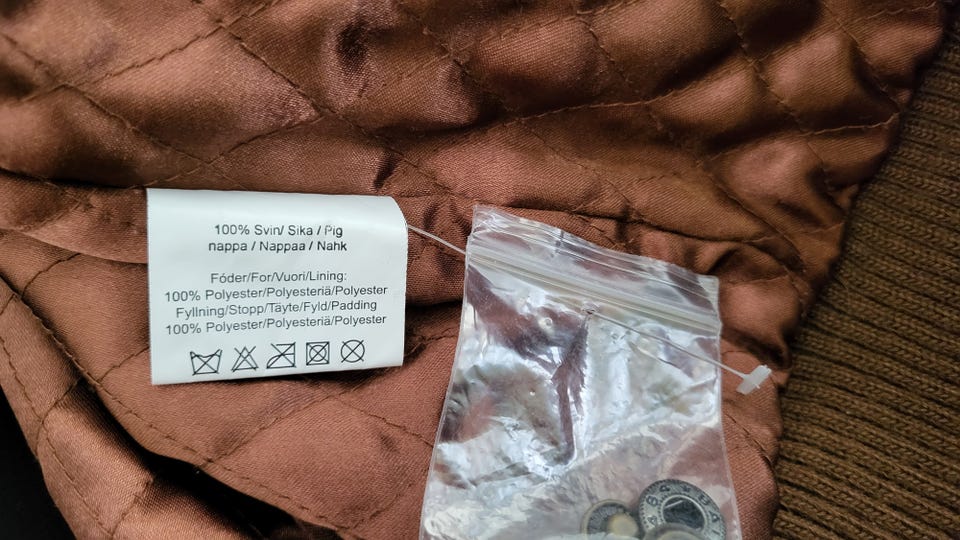 100% Svin/ Sika / Pig
nappa / Nappaa / Nahk
Fóder/For/Vuori/Lining:
100% Polyester/Polyesteriä/Polyester
Fyllning/Stopp/Täyte/Fyld/Padding
100% Polyester/Polyesteriä/Polyester